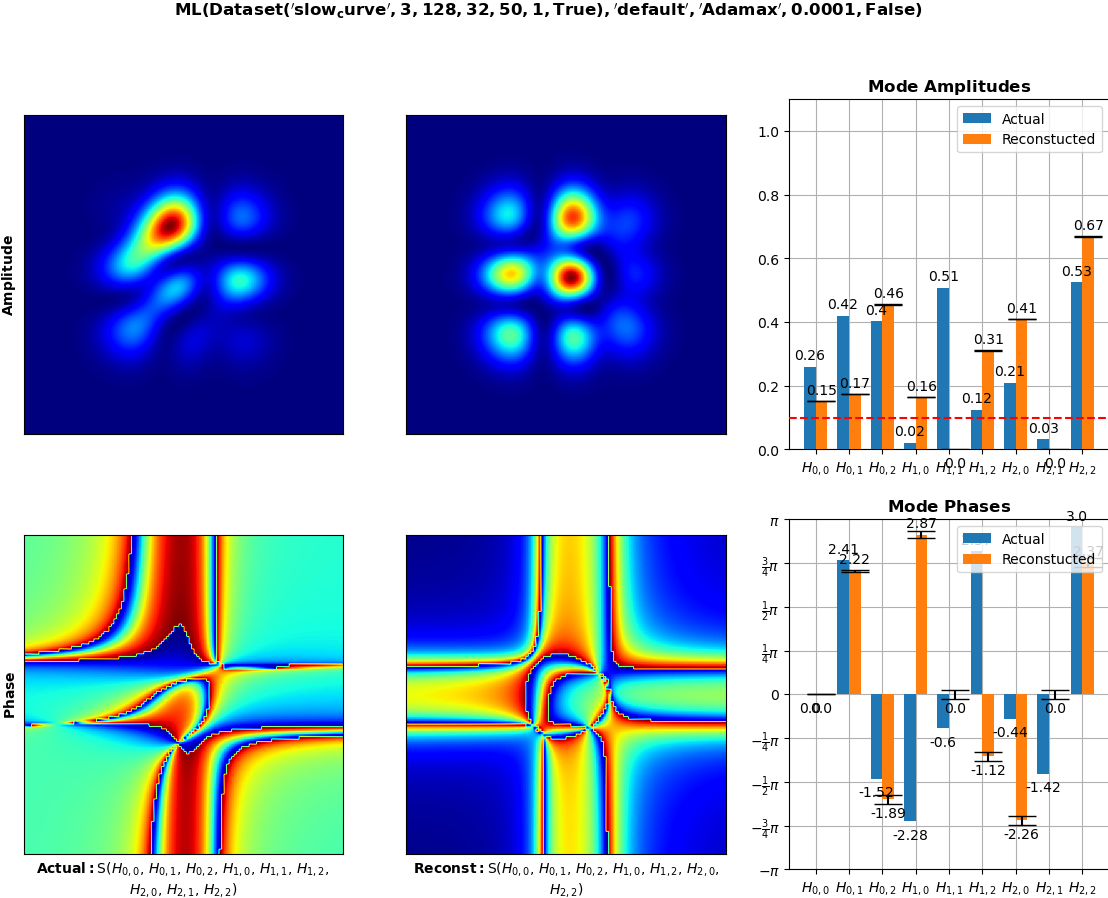 ML(Dataset('slow_curve', 3, 128, 32, 50, 1, True), 'default', 'Adamax', 0.0001, False)
Mode Amplitudes
Actual
Reconstucted
1.0
0.8
0.6
0.4
0.2
0.0
0.26
0.15
0.42
0.17
0.4
0.46
0.02
0.16
0.51
0.0
0.12
0.31
0.21
0.41
0.03
0.0
0.53
0.67
H0,0 H0,1 H0,2 H1,0 H1,1 H1,2 H2,0 H2,1 H2,2
Amplitude
Mode Phases
Actual
Reconstucted
π
3/4π
1/2π
1/4π
0
−1/4π
−1/2π
−3/4π
−π
0.0
0.0
2.41
2.22
-1.52
-1.89
-2.28
2.87
-0.6
0.0
-1.12
-0.44
-2.26
-1.42
0.0
3.0
2.37
H0,0 H0,1 H0,2 H1,0 H1,1 H1,2 H2,0 H2,1 H2,2
Phase
Actual: S(H0,0, H0,1, H0,2, H1,0, H1,1, H1,2,
H2,0, H2,1, H2,2)
Reconst: S(H0,0, H0,1, H0,2, H1,0, H1,2, H2,0,
H2,2)